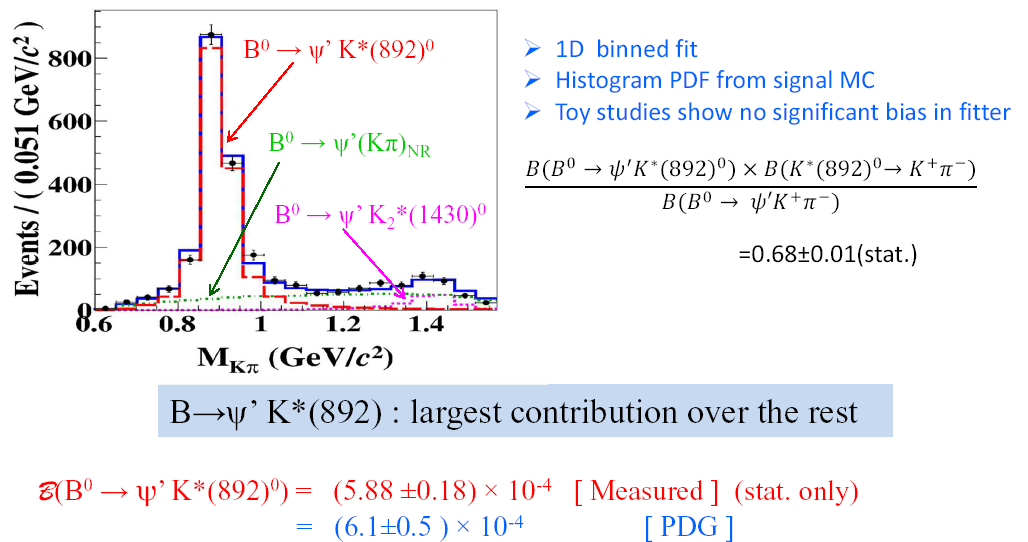 Events / ( 0.051 GeV/c²)
800
600
400
200
0
0.6 0.8 1 1.2 1.4
M_Kπ (GeV/c²)
B⁰ → ψ’ K*(892)⁰
B⁰ → ψ’(Kπ)_NR
B⁰ → ψ’ K₂*(1430)⁰
➢ 1D binned fit
➢ Histogram PDF from signal MC
➢ Toy studies show no significant bias in fitter
B(B⁰ → ψ′K*(892)⁰) × B(K*(892)⁰→ K⁺π⁻)
B(B⁰ → ψ′K⁺π⁻)
=0.68±0.01(stat.)
B→ψ’ K*(892) : largest contribution over the rest
ℬ(B⁰ → ψ’ K*(892)⁰) = (5.88 ±0.18) × 10⁻⁴ [ Measured ] (stat. only)
= (6.1±0.5 ) × 10⁻⁴ [ PDG ]